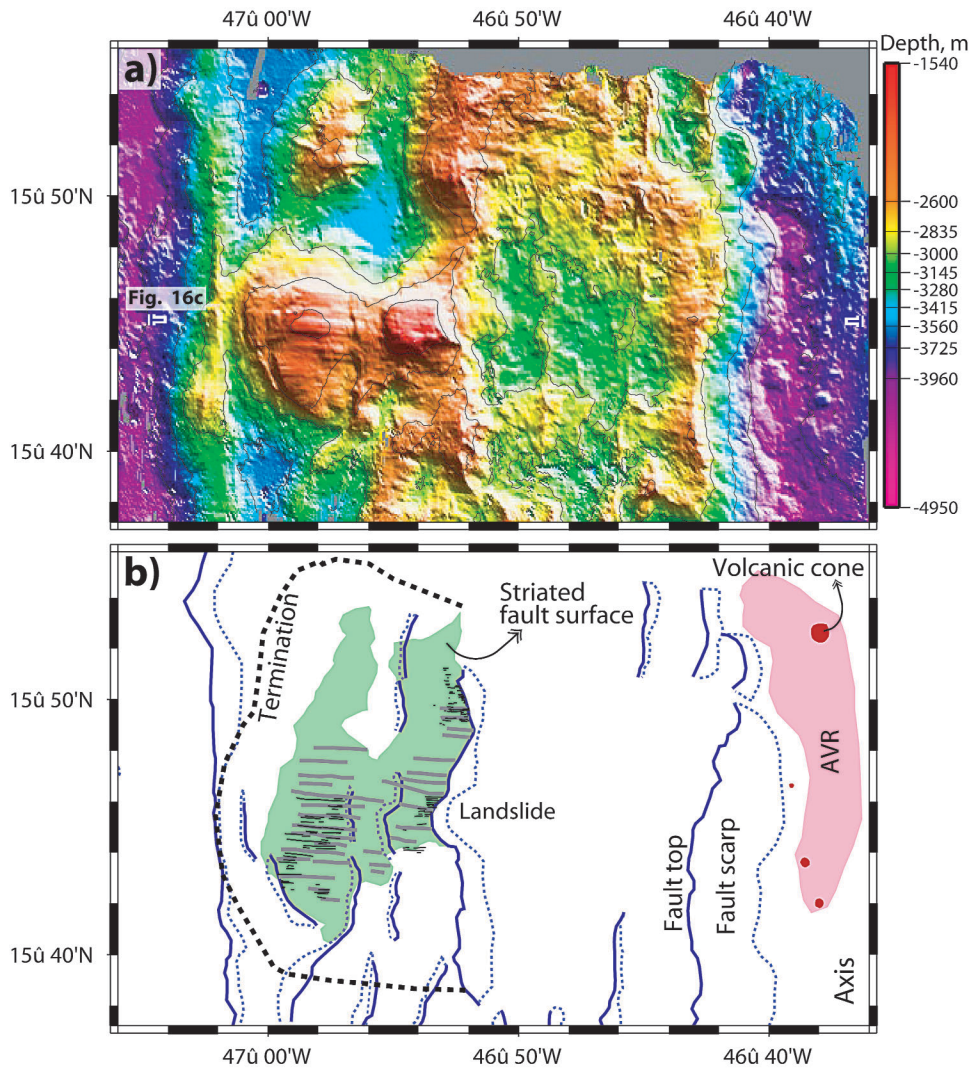 47û 00'W
46û 50'W
46û 40'W
Depth, m
a)
-1540
-2600
-2835
-3000
-3145
-3280
-3415
-3560
-3725
-3960
-4950
15û 50'N
Fig. 16c
15û 40'N
b)
Volcanic cone
Striated
fault surface
Termination
15û 50'N
AVR
Landslide
Fault top
Fault scarp
15û 40'N
Axis
47û 00'W
46û 50'W
46û 40'W